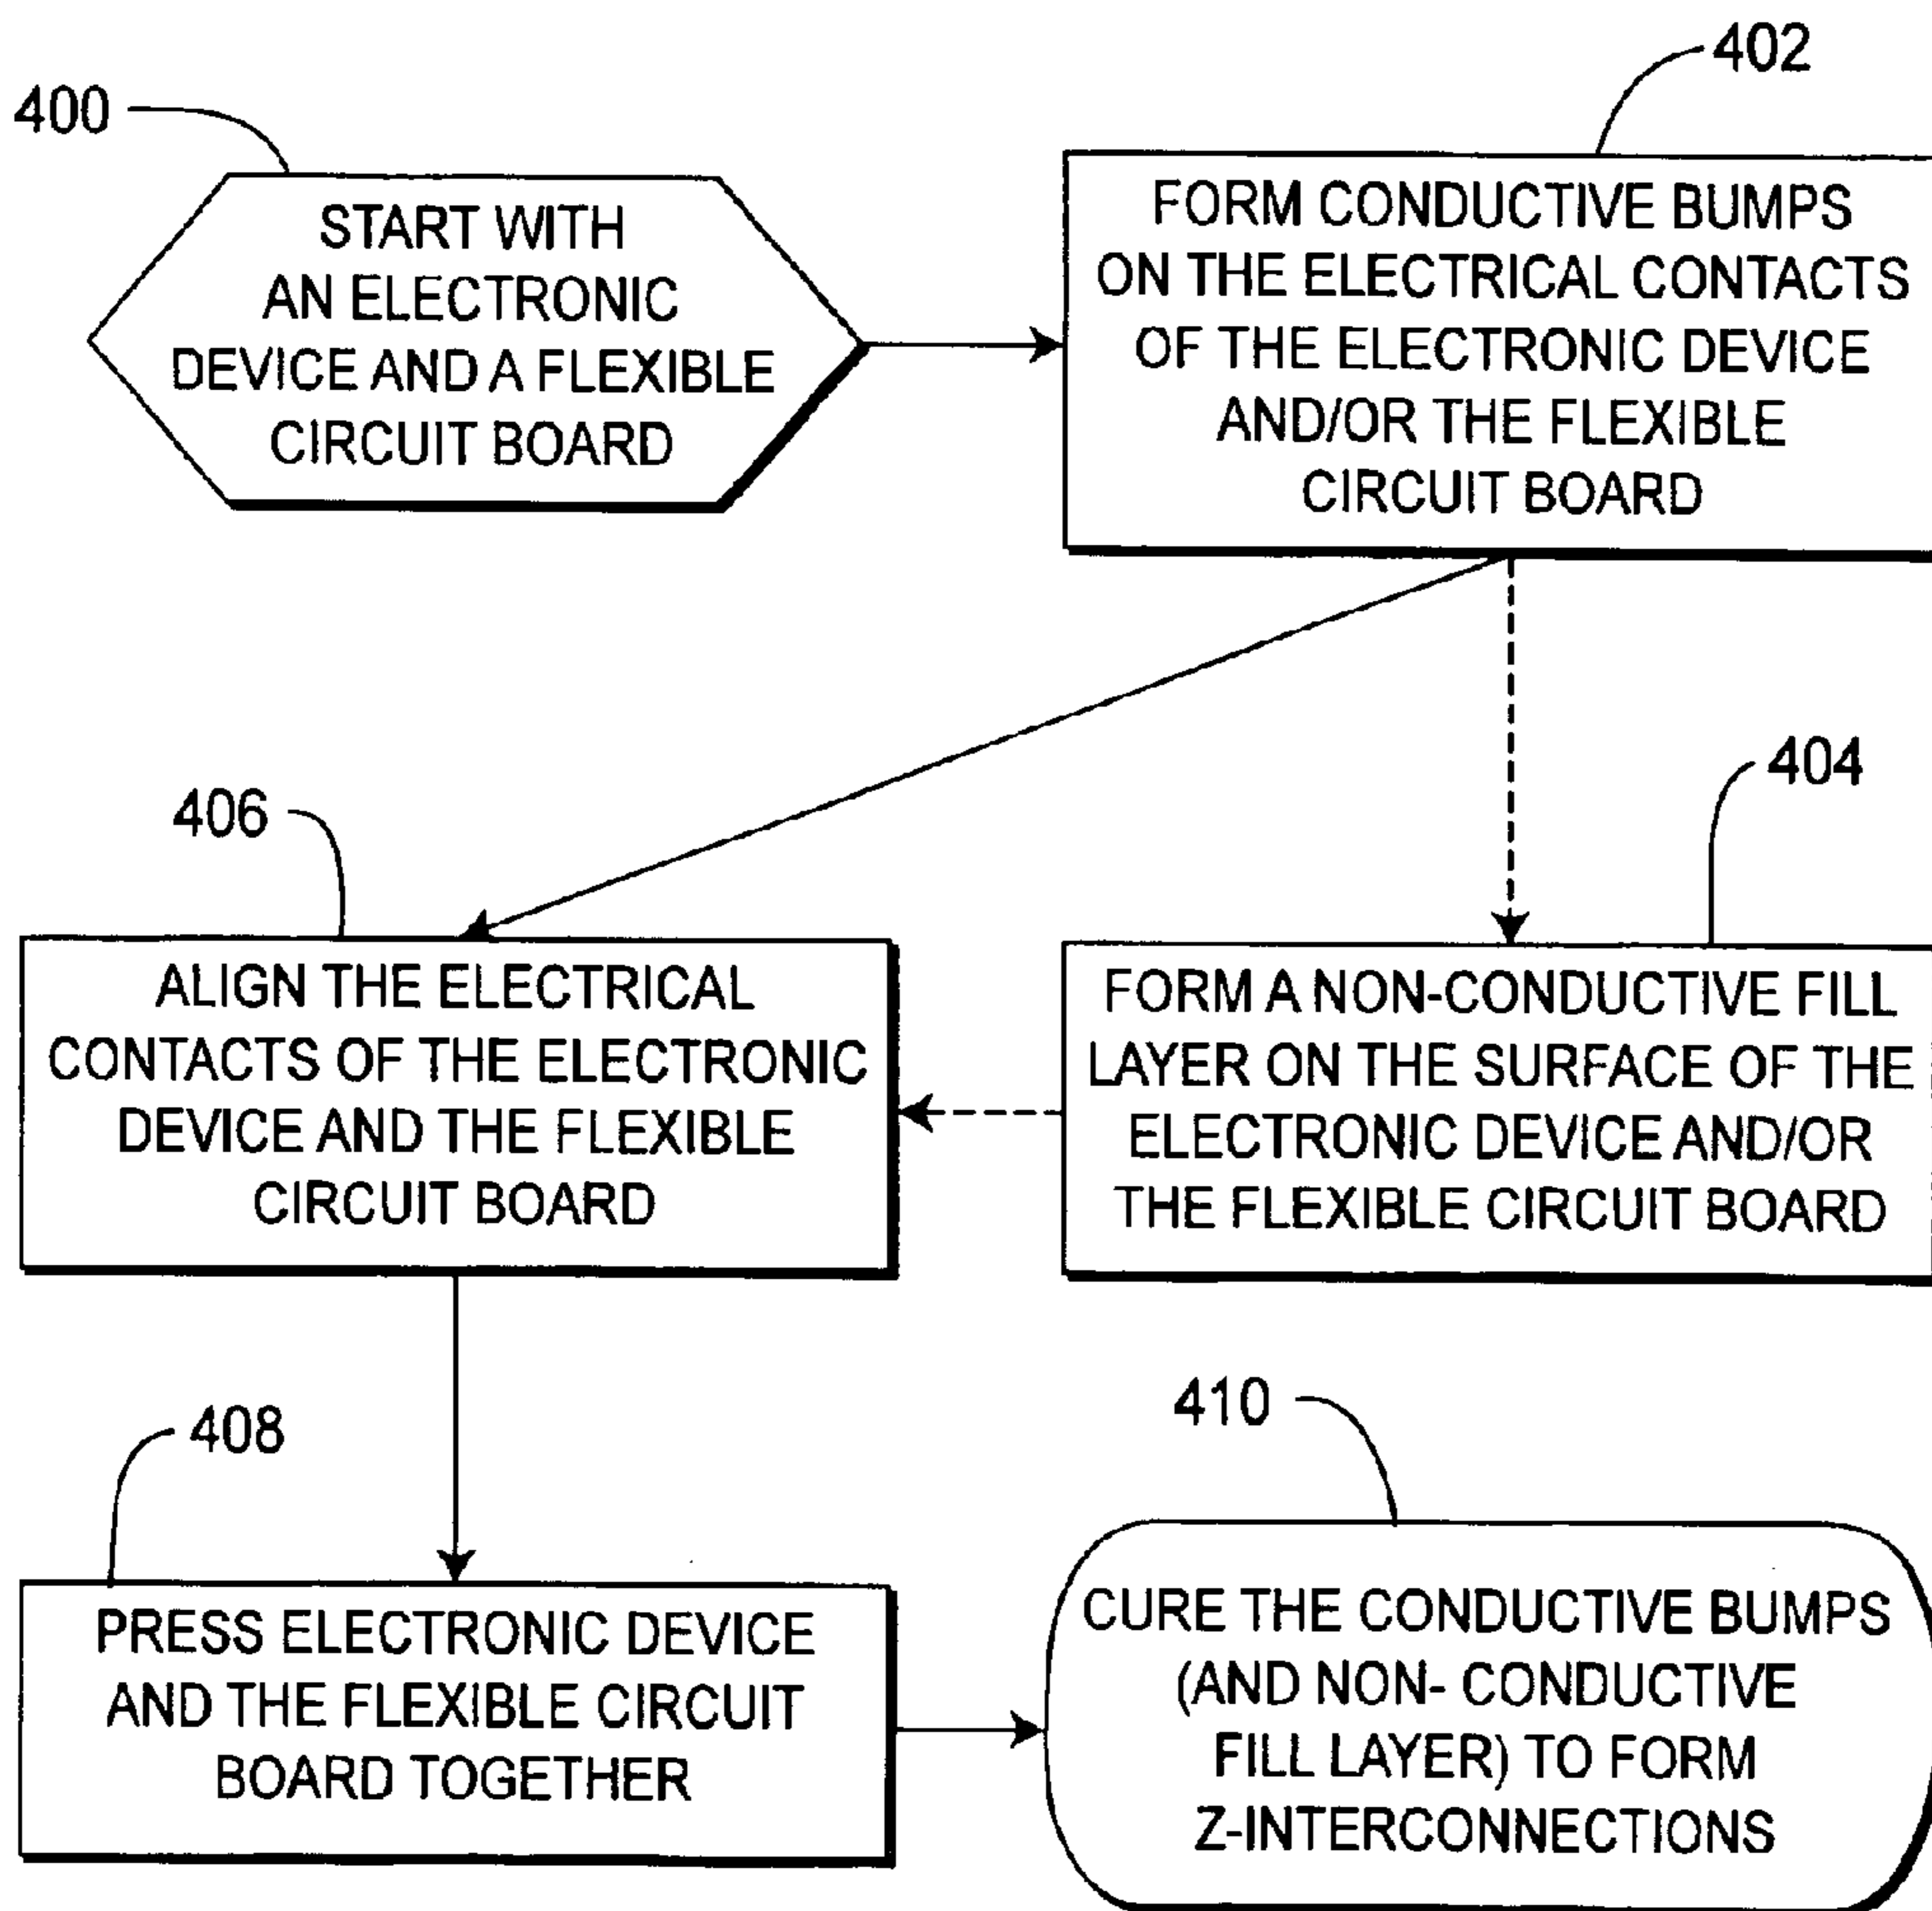 400
START WITH
AN ELECTRONIC
DEVICE AND A FLEXIBLE
CIRCUIT BOARD
402
FORM CONDUCTIVE BUMPS
ON THE ELECTRICAL CONTACTS
OF THE ELECTRONIC DEVICE
AND/OR THE FLEXIBLE
CIRCUIT BOARD
404
FORM A NON-CONDUCTIVE FILL
LAYER ON THE SURFACE OF THE
ELECTRONIC DEVICE AND/OR
THE FLEXIBLE CIRCUIT BOARD
406
ALIGN THE ELECTRICAL
CONTACTS OF THE ELECTRONIC
DEVICE AND THE FLEXIBLE
CIRCUIT BOARD
408
PRESS ELECTRONIC DEVICE
AND THE FLEXIBLE CIRCUIT
BOARD TOGETHER
410
CURE THE CONDUCTIVE BUMPS
(AND NON- CONDUCTIVE
FILL LAYER) TO FORM
Z-INTERCONNECTIONS